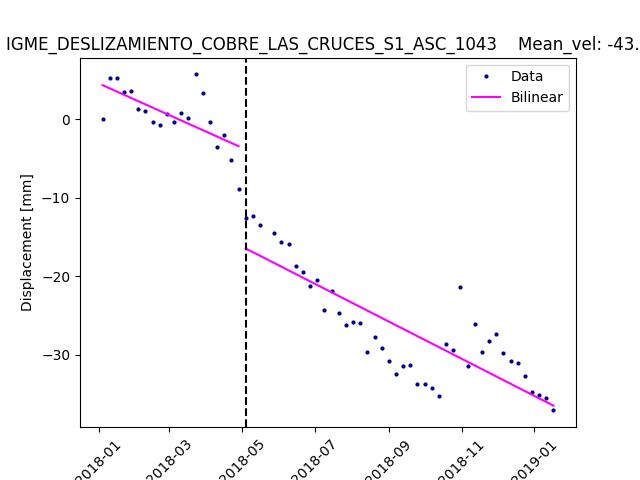 IGME_DESLIZAMIENTO_COBRE_LAS_CRUCES_S1_ASC_1043    Mean_vel: -43.
Data
Bilinear
Displacement [mm]
0
−10
−20
−30
2018-01
2018-03
2018-05
2018-07
2018-09
2018-11
2019-01